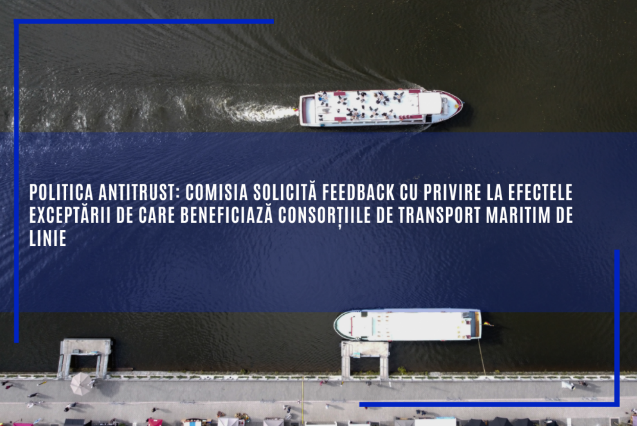 POLITICA ANTITRUST: COMISIA SOLICITĂ FEEDBACK CU PRIVIRE LA EFECTELE
EXCEPTĂRII DE CARE BENEFICIAZĂ CONSORȚIILE DE TRANSPORT MARITIM DE
LINIE